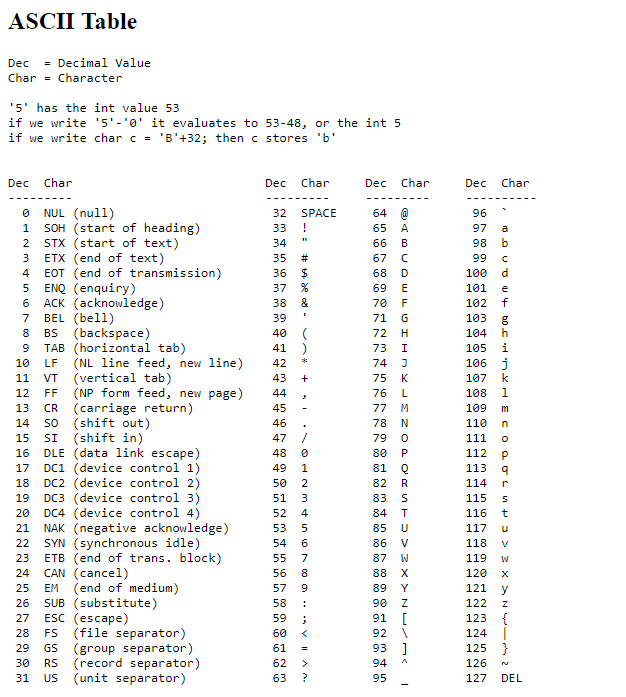 ASCII Table
Dec  = Decimal Value
Char = Character
'5' has the int value 53
if we write '5'-'0' it evaluates to 53-48, or the int 5
if we write char c = 'B'+32; then c stores 'b'
Dec  Char                           Dec  Char     Dec  Char     Dec  Char
---------                           ---------     ---------     ----------
  0  NUL (null)                      32  SPACE     64  @         96  `
  1  SOH (start of heading)          33  !         65  A         97  a
  2  STX (start of text)             34  "         66  B         98  b
  3  ETX (end of text)               35  #         67  C         99  c
  4  EOT (end of transmission)       36  $         68  D        100  d
  5  ENQ (enquiry)                   37  %         69  E        101  e
  6  ACK (acknowledge)               38  &         70  F        102  f
  7  BEL (bell)                      39  '         71  G        103  g
  8  BS  (backspace)                 40  (         72  H        104  h
  9  TAB (horizontal tab)            41  )         73  I        105  i
 10  LF  (NL line feed, new line)    42  *         74  J        106  j
 11  VT  (vertical tab)              43  +         75  K        107  k
 12  FF  (NP form feed, new page)    44  ,         76  L        108  l
 13  CR  (carriage return)           45  -         77  M        109  m
 14  SO  (shift out)                 46  .         78  N        110  n
 15  SI  (shift in)                  47  /         79  O        111  o
 16  DLE (data link escape)          48  0         80  P        112  p
 17  DC1 (device control 1)          49  1         81  Q        113  q
 18  DC2 (device control 2)          50  2         82  R        114  r
 19  DC3 (device control 3)          51  3         83  S        115  s
 20  DC4 (device control 4)          52  4         84  T        116  t
 21  NAK (negative acknowledge)      53  5         85  U        117  u
 22  SYN (synchronous idle)          54  6         86  V        118  v
 23  ETB (end of trans. block)       55  7         87  W        119  w
 24  CAN (cancel)                    56  8         88  X        120  x
 25  EM  (end of medium)             57  9         89  Y        121  y
 26  SUB (substitute)                58  :         90  Z        122  z
 27  ESC (escape)                    59  ;         91  [        123  {
 28  FS  (file separator)            60  <         92  \        124  |
 29  GS  (group separator)           61  =         93  ]        125  }
 30  RS  (record separator)          62  >         94  ^        126  ~
 31  US  (unit separator)            63  ?         95  _        127  DEL